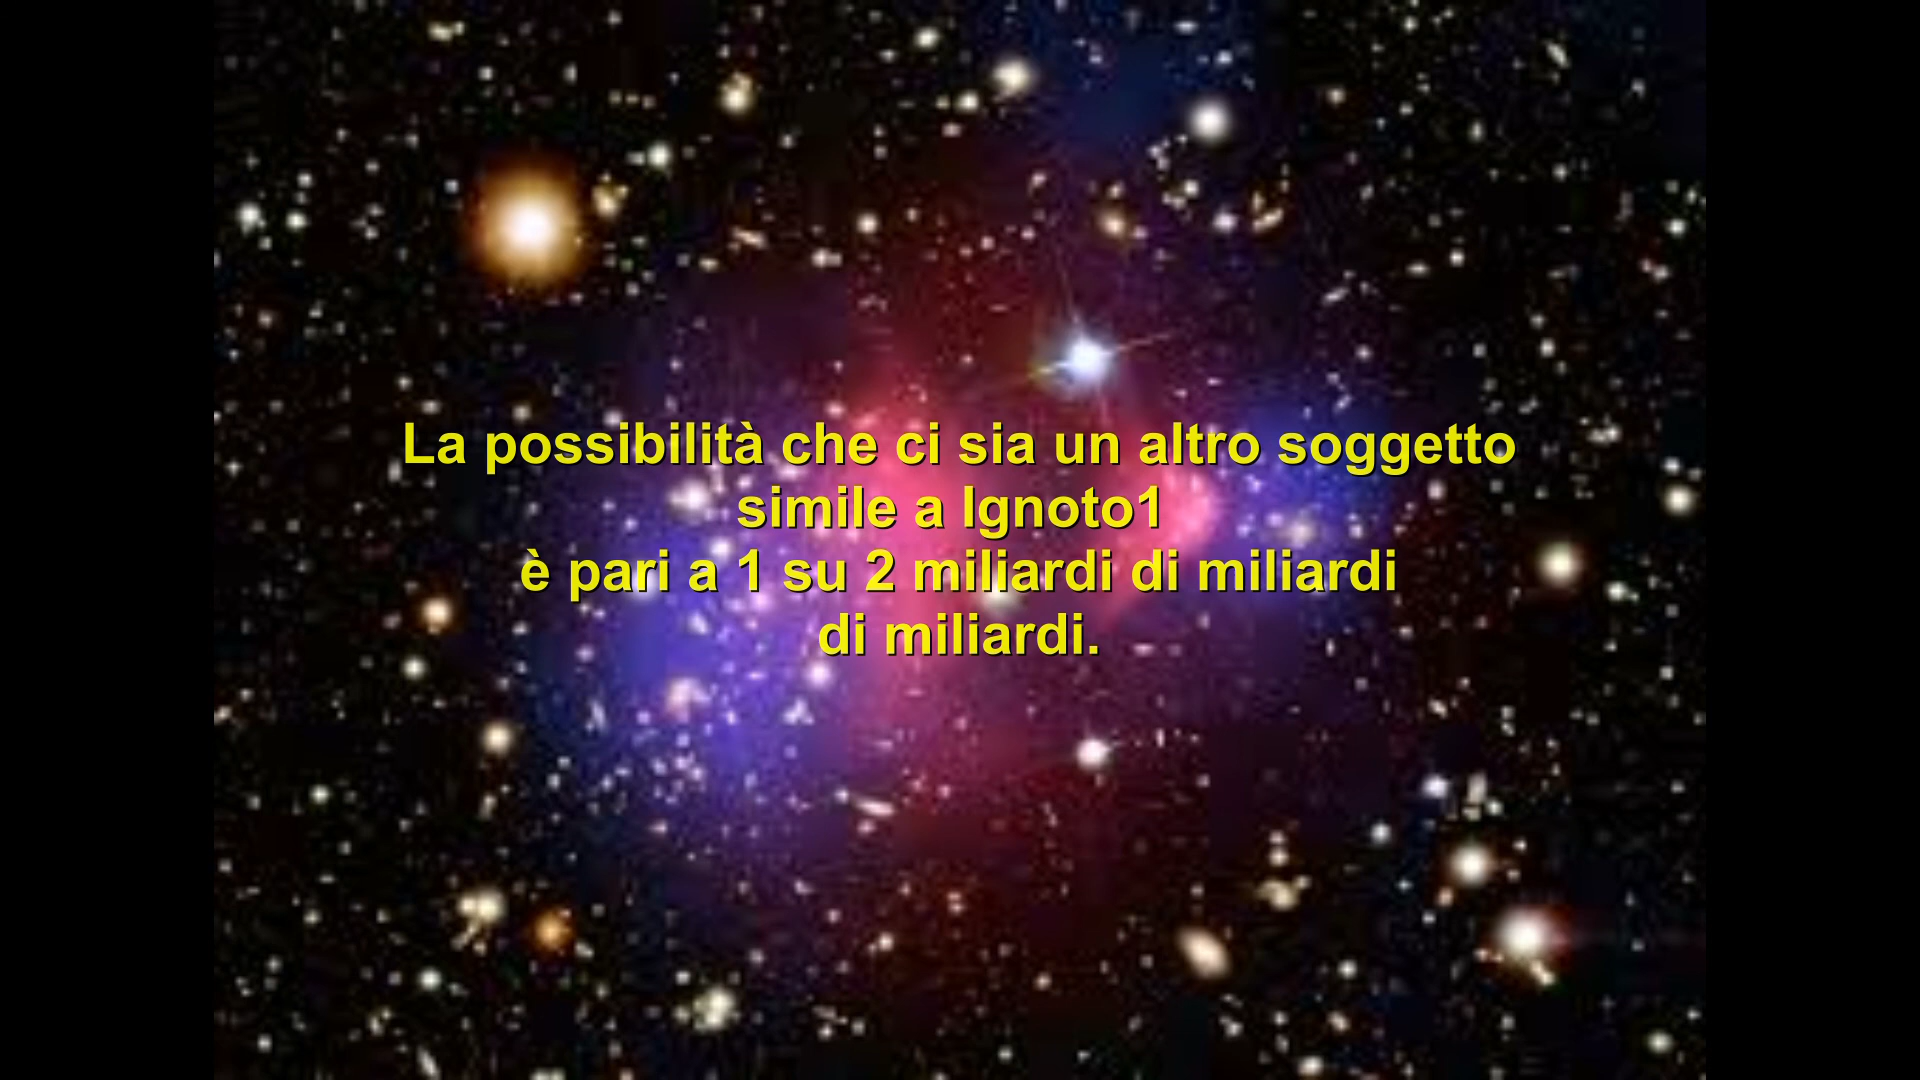 La possibilità che ci sia un altro soggetto
simile a Ignoto1
è pari a 1 su 2 miliardi di miliardi
di miliardi.